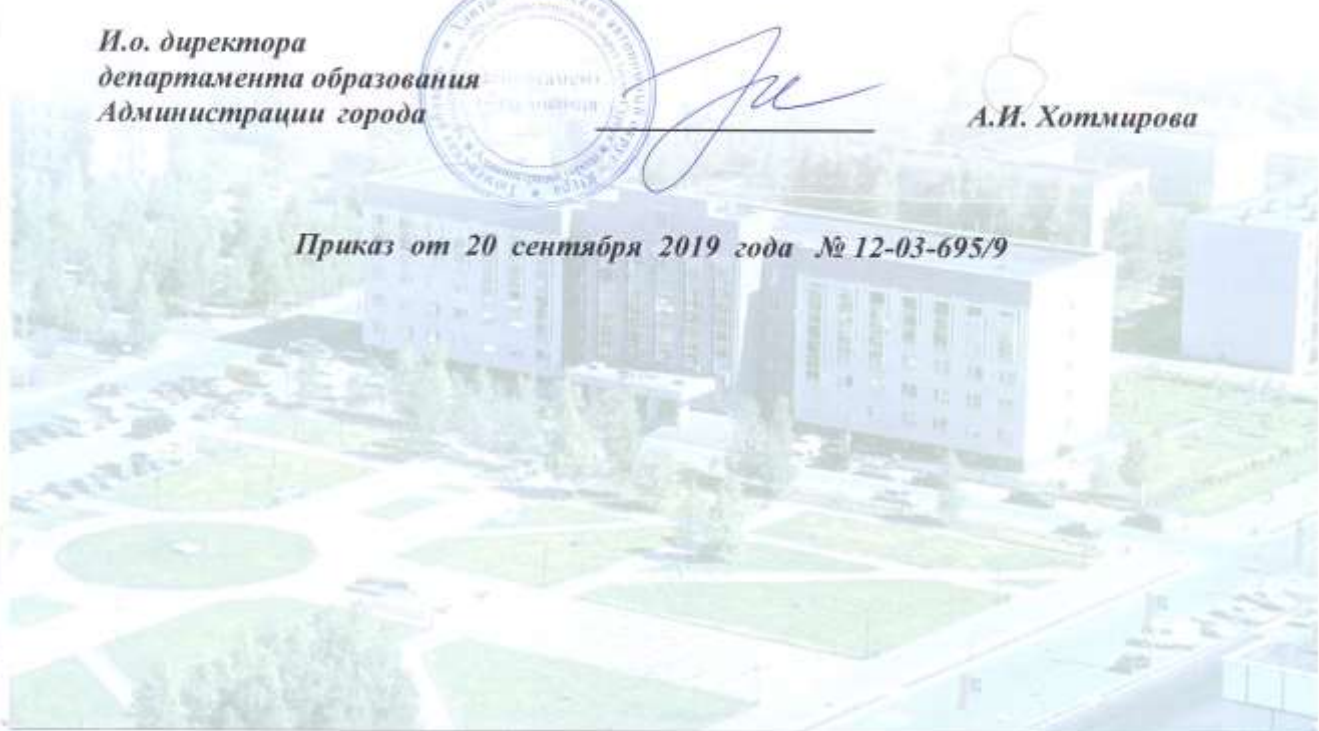 И.о. директора
департамента образования
Администрации города
А.И. Хотмирова
Приказ от 20 сентября 2019 года № 12-03-695/9